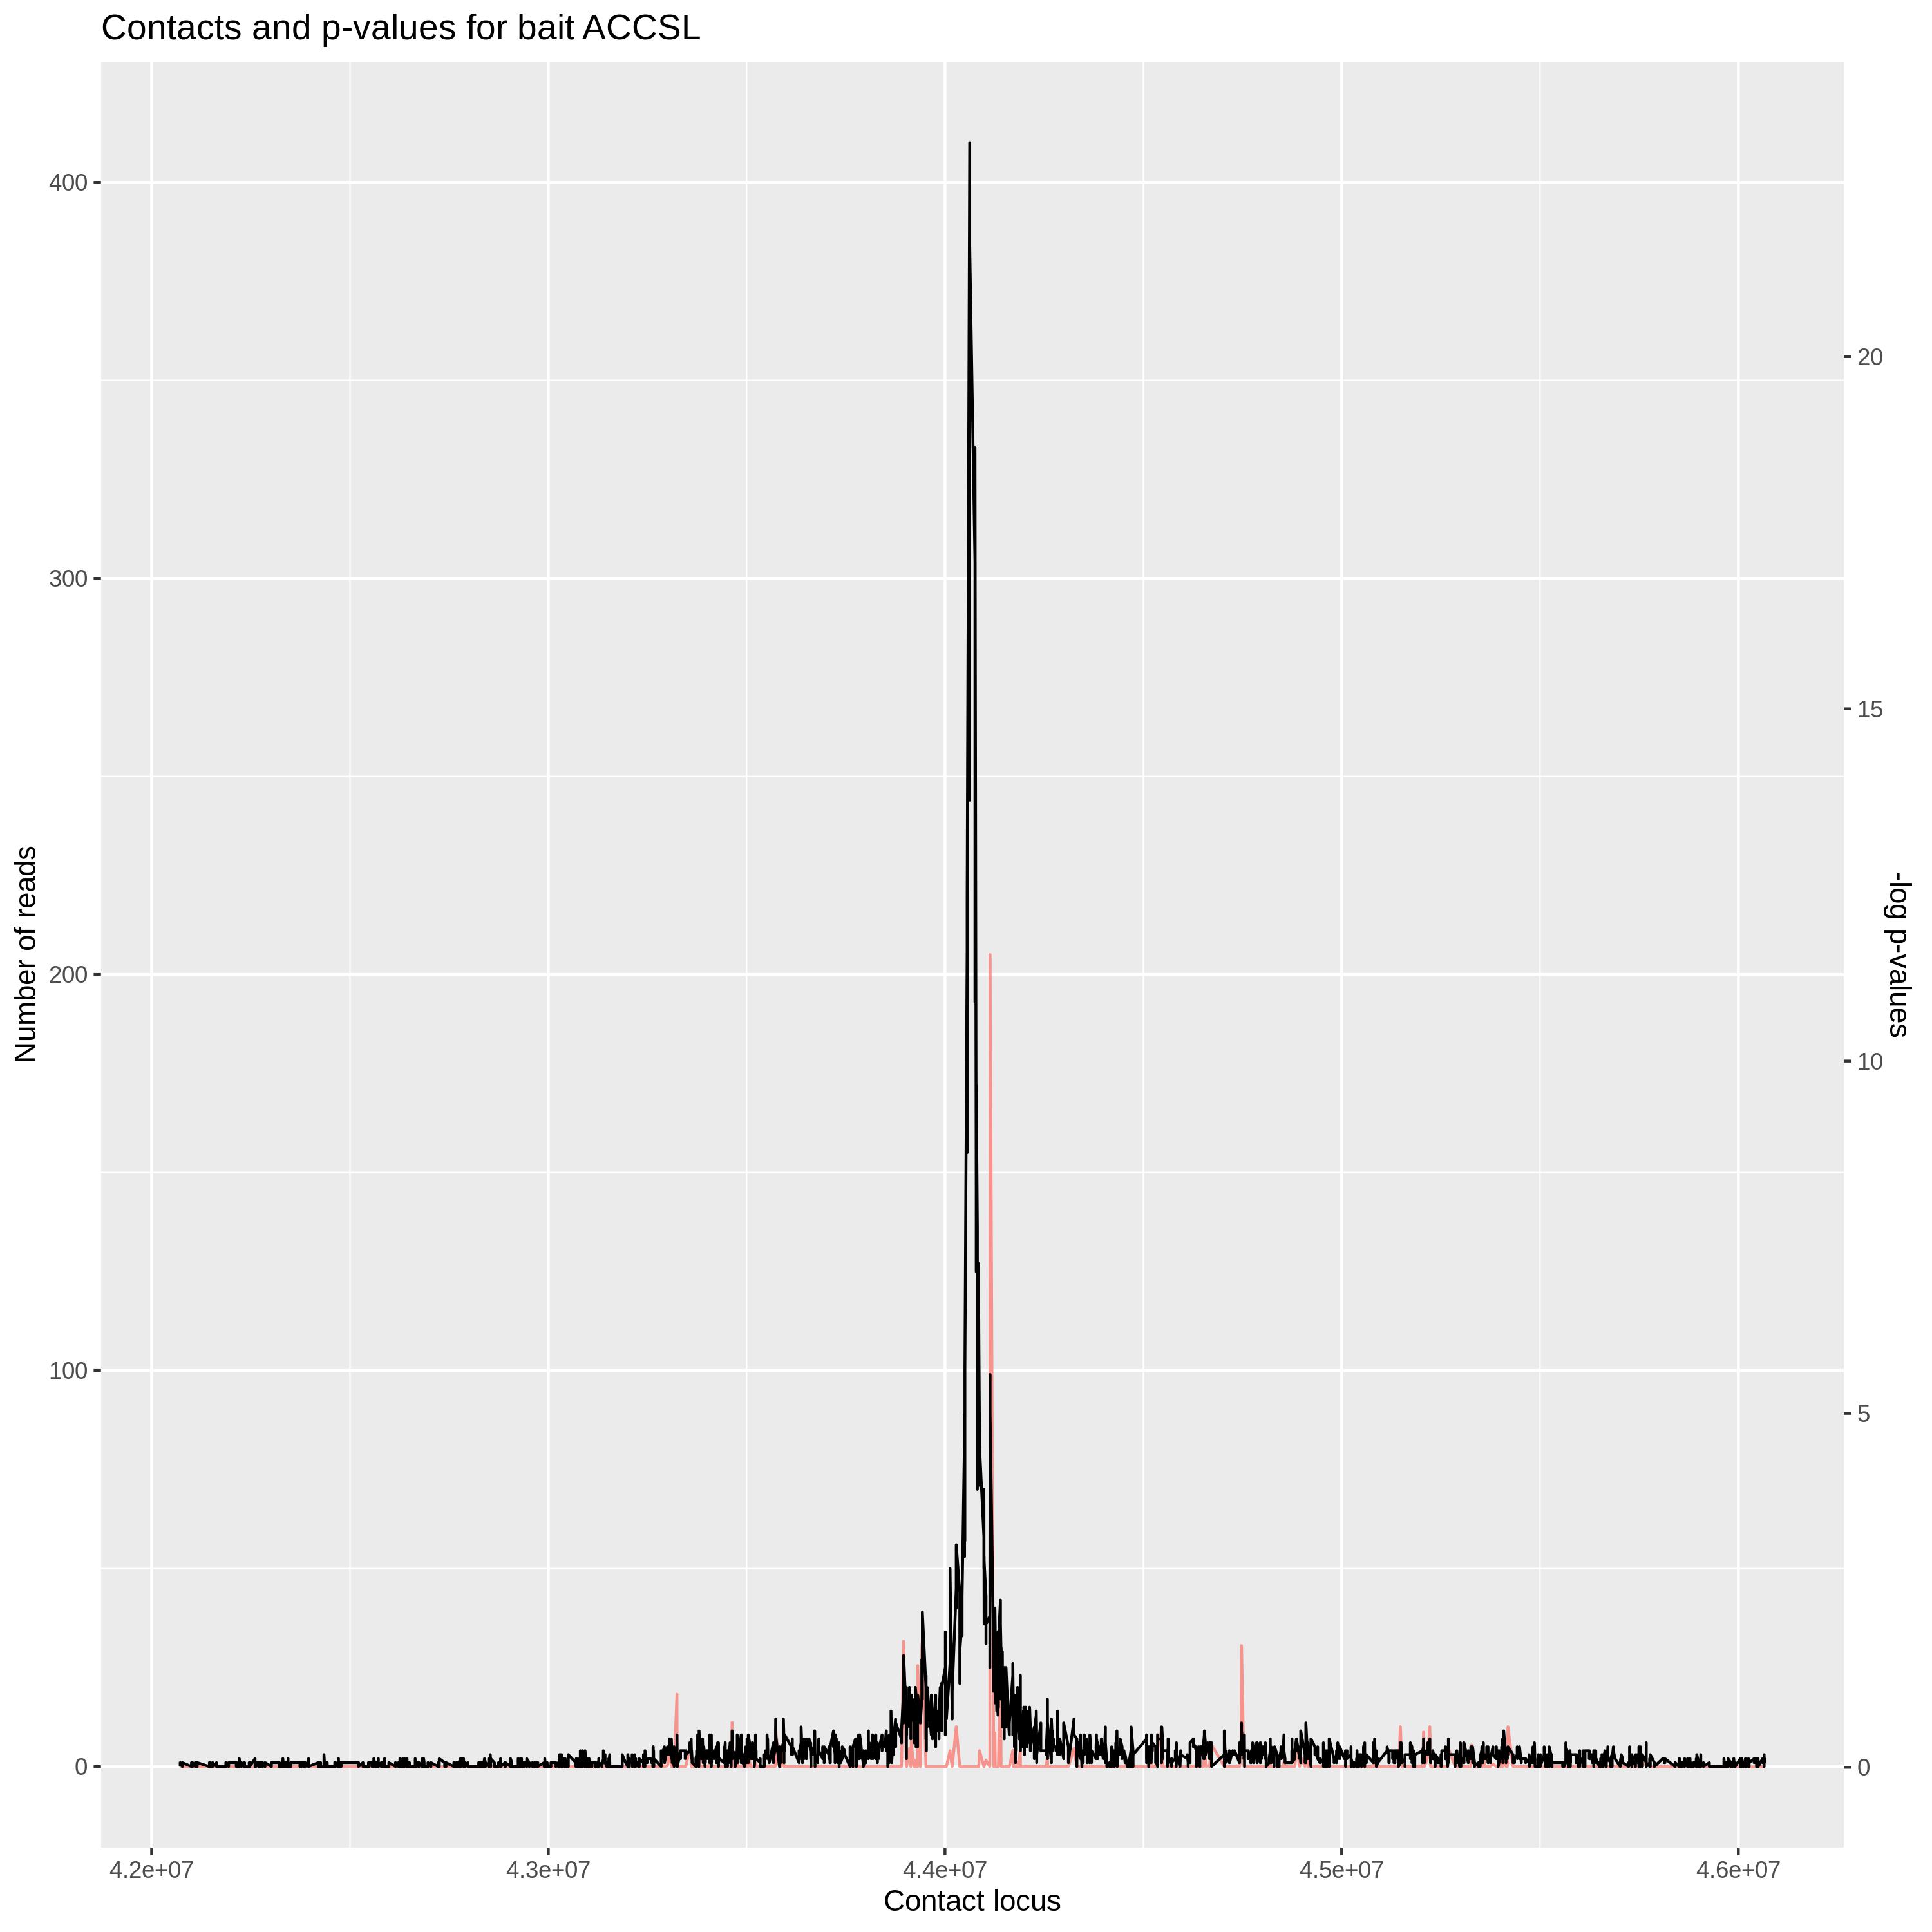 Contacts and p-values for bait ACCSL
400
300
200
100
0
Number of reads
20
15
10
5
0
-log p-values
4.2e+07
4.3e+07
4.4e+07
4.5e+07
4.6e+07
Contact locus